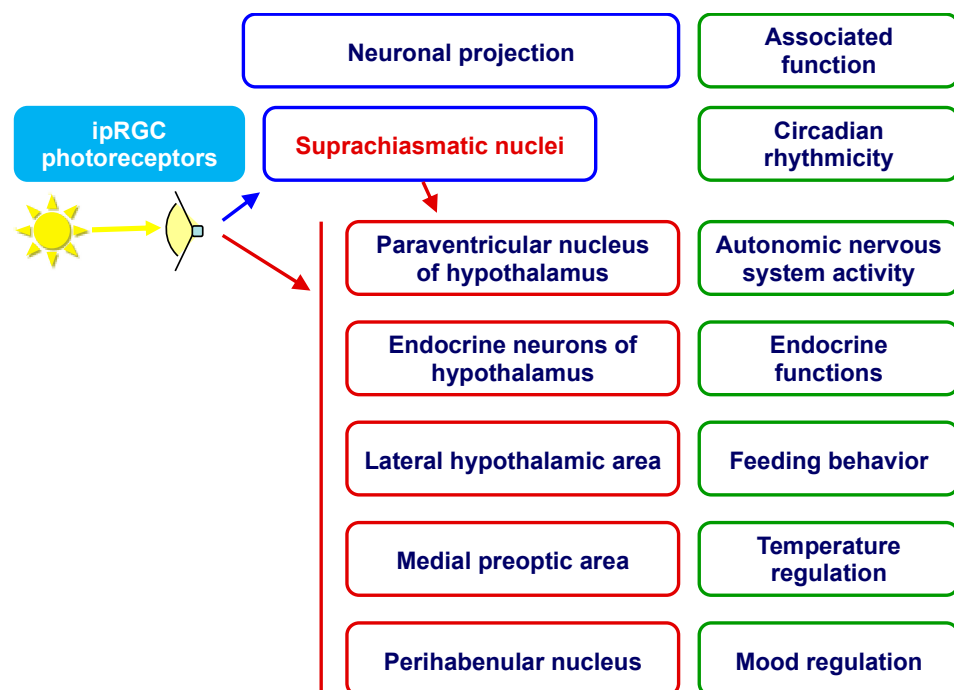 Neuronal projection
Associated
function
ipRGC
photoreceptors
Suprachiasmatic nuclei
Circadian
rhythmicity
Paraventricular nucleus
of hypothalamus
Autonomic nervous
system activity
Endocrine neurons of
hypothalamus
Endocrine
functions
Lateral hypothalamic area
Feeding behavior
Medial preoptic area
Temperature
regulation
Perihabenular nucleus
Mood regulation